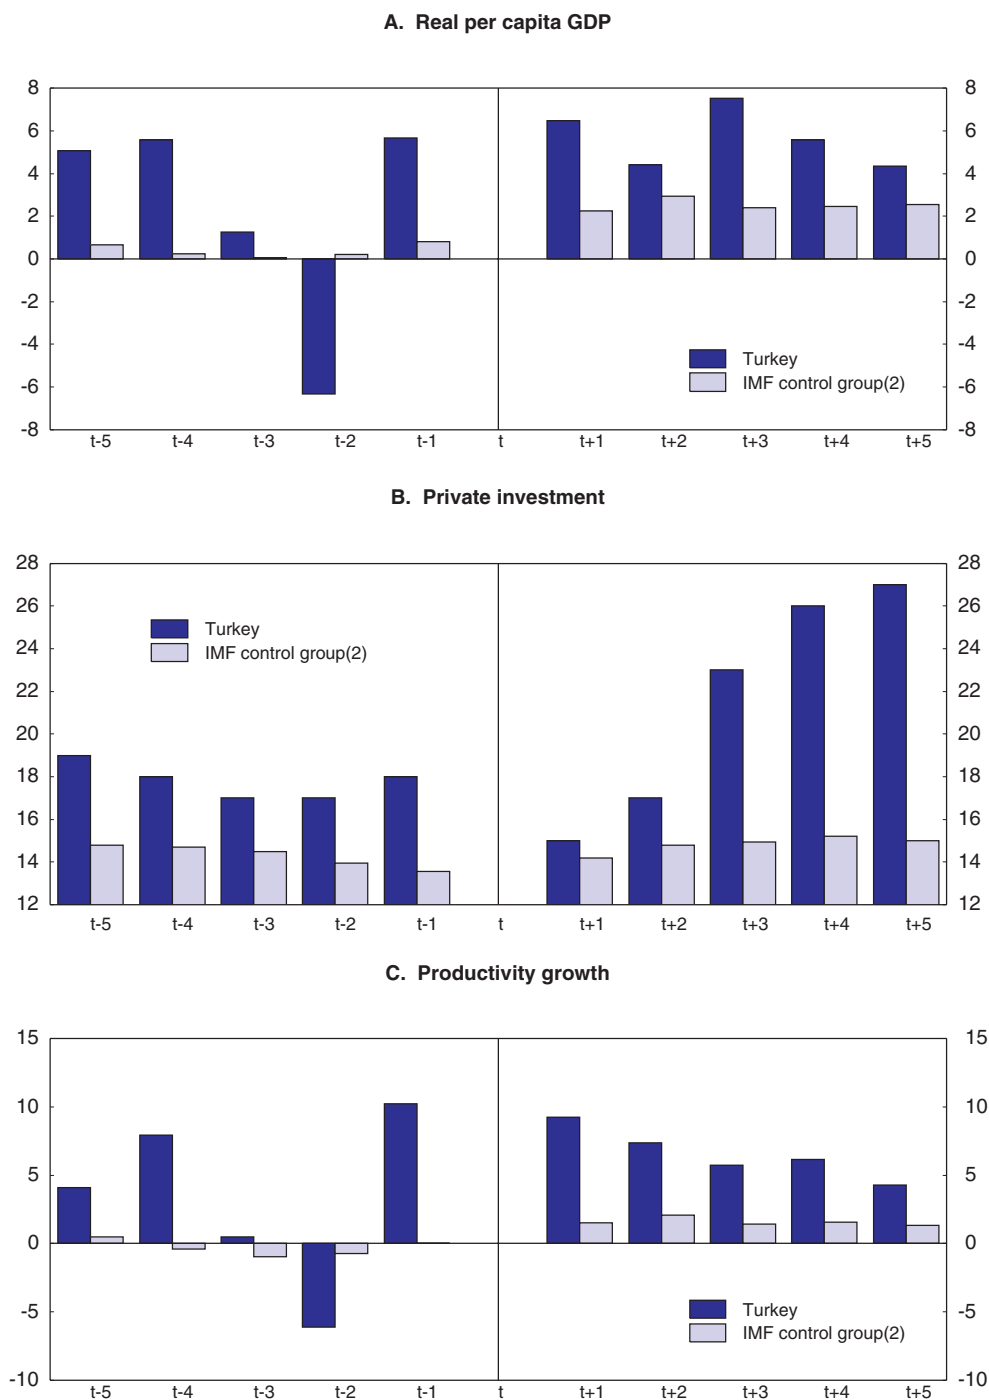 A. Real per capita GDP
8 8
6 6
4 4
2 2
0 0
-2 -2
-4 -4
Turkey
-6 IMF control group(2) -6
-8 -8
t-5 t-4 t-3 t-2 t-1 t t+1 t+2 t+3 t+4 t+5
B. Private investment
28 28
26 26
Turkey
24 IMF control group(2) 24
22 22
20 20
18 18
16 16
14 14
12 12
t-5 t-4 t-3 t-2 t-1 t t+1 t+2 t+3 t+4 t+5
C. Productivity growth
15 15
10 10
5 5
0 0
-5 Turkey -5
IMF control group(2)
-10 -10
t-5 t-4 t-3 t-2 t-1 t t+1 t+2 t+3 t+4 t+5